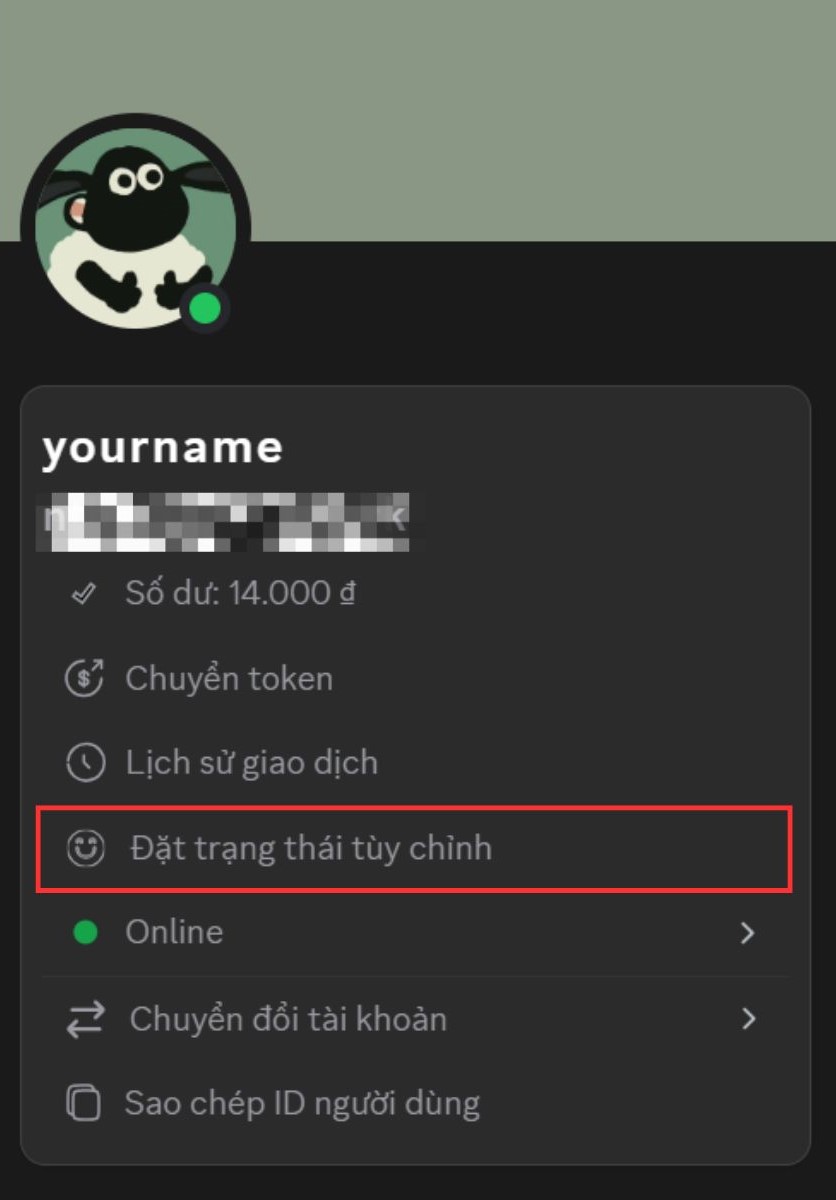 yourname
Số dư: 14.000 ₫
Chuyển token
Lịch sử giao dịch
Đặt trạng thái tùy chỉnh
Online
Chuyển đổi tài khoản
Sao chép ID người dùng